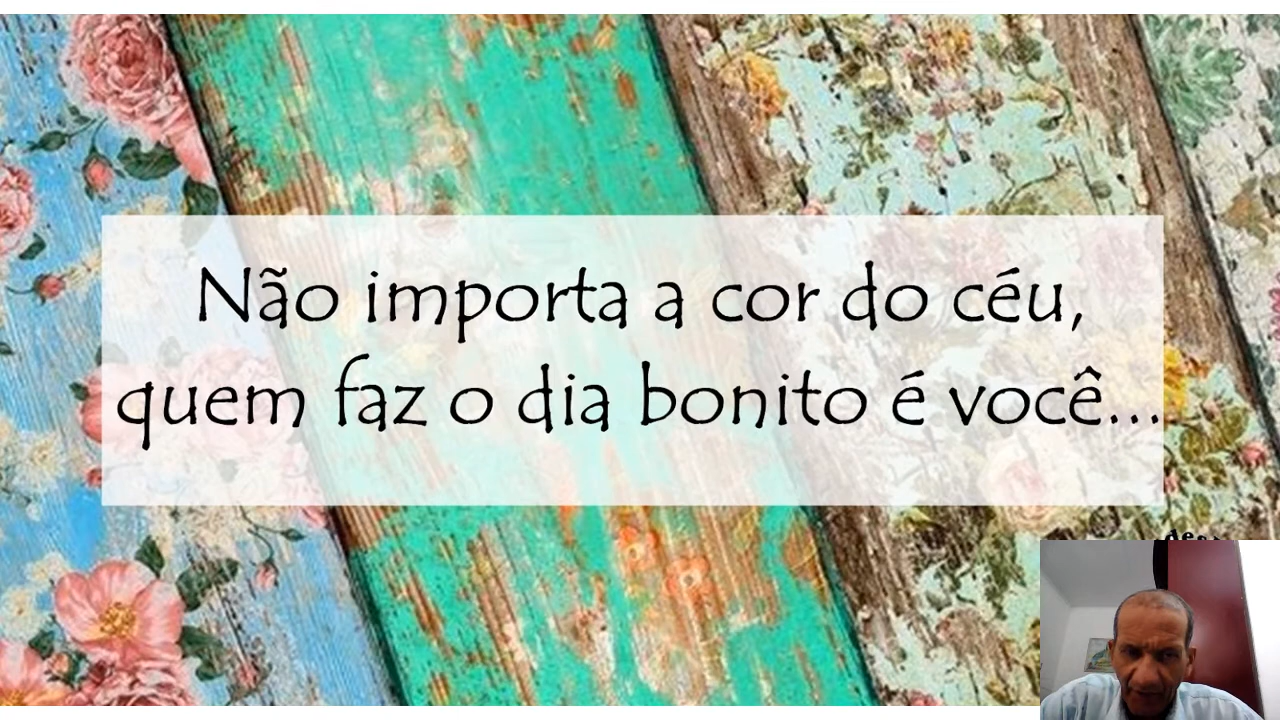 Não importa a cor do céu,
quem faz o dia bonito é você...